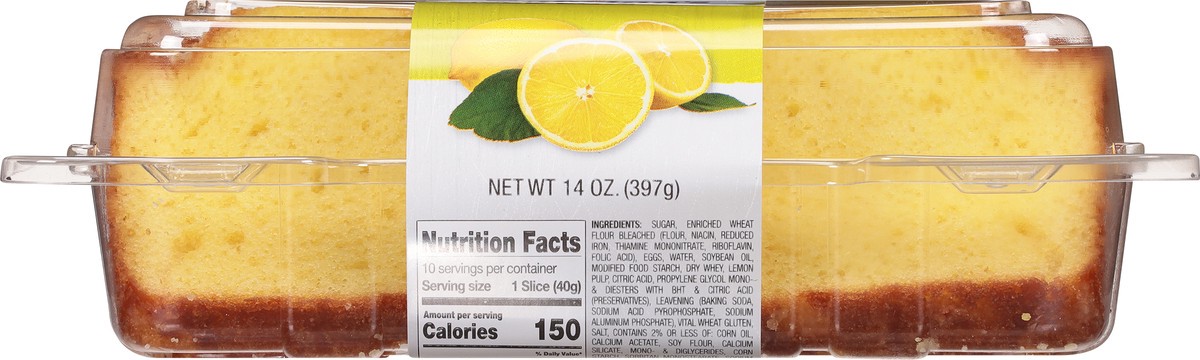 NET WT 14 OZ. (397g)
Nutrition Facts
10 servings per container
Serving size 1 Slice (40g)
Amount per serving
Calories 150
% Daily Value*
INGREDIENTS: SUGAR, ENRICHED WHEAT
FLOUR BLEACHED (FLOUR, NIACIN, REDUCED
IRON, THIAMINE MONONITRATE, RIBOFLAVIN,
FOLIC ACID), EGGS, WATER, SOYBEAN OIL,
MODIFIED FOOD STARCH, DRY WHEY, LEMON
PULP, CITRIC ACID, PROPYLENE GLYCOL MONO-
& DIESTERS WITH BHT & CITRIC ACID
(PRESERVATIVES), LEAVENING (BAKING SODA,
SODIUM ACID PYROPHOSPHATE, SODIUM
ALUMINUM PHOSPHATE), VITAL WHEAT GLUTEN,
SALT, CONTAINS 2% OR LESS OF: CORN OIL,
CALCIUM ACETATE, SOY FLOUR, CALCIUM
SILICATE, MONO- & DIGLYCERIDES, CORN